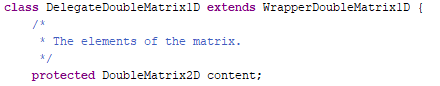 class DelegateDoubleMatrix1D extends WrapperDoubleMatrix1D {
    /*
     * The elements of the matrix.
     */
    protected DoubleMatrix2D content;